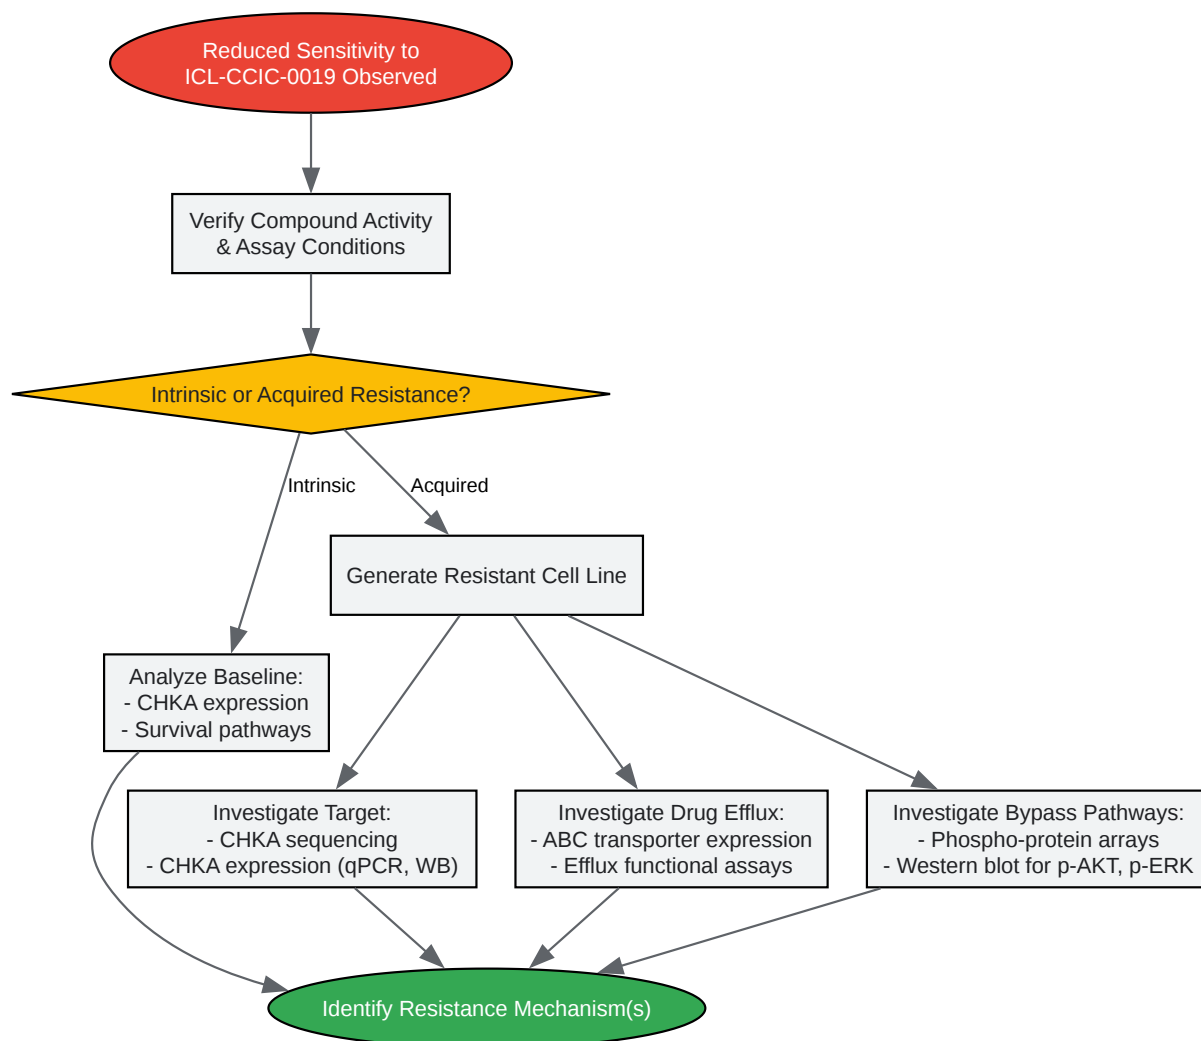 Reduced Sensitivity to
ICL-CCIC-0019 Observed
Verify Compound Activity
& Assay Conditions
Intrinsic or Acquired Resistance?
Intrinsic
Acquired
Generate Resistant Cell Line
Analyze Baseline:
- CHKA expression
- Survival pathways
Investigate Target:
- CHKA sequencing
- CHKA expression (qPCR, WB)
Investigate Drug Efflux:
- ABC transporter expression
- Efflux functional assays
Investigate Bypass Pathways:
- Phospho-protein arrays
- Western blot for p-AKT, p-ERK
Identify Resistance Mechanism(s)